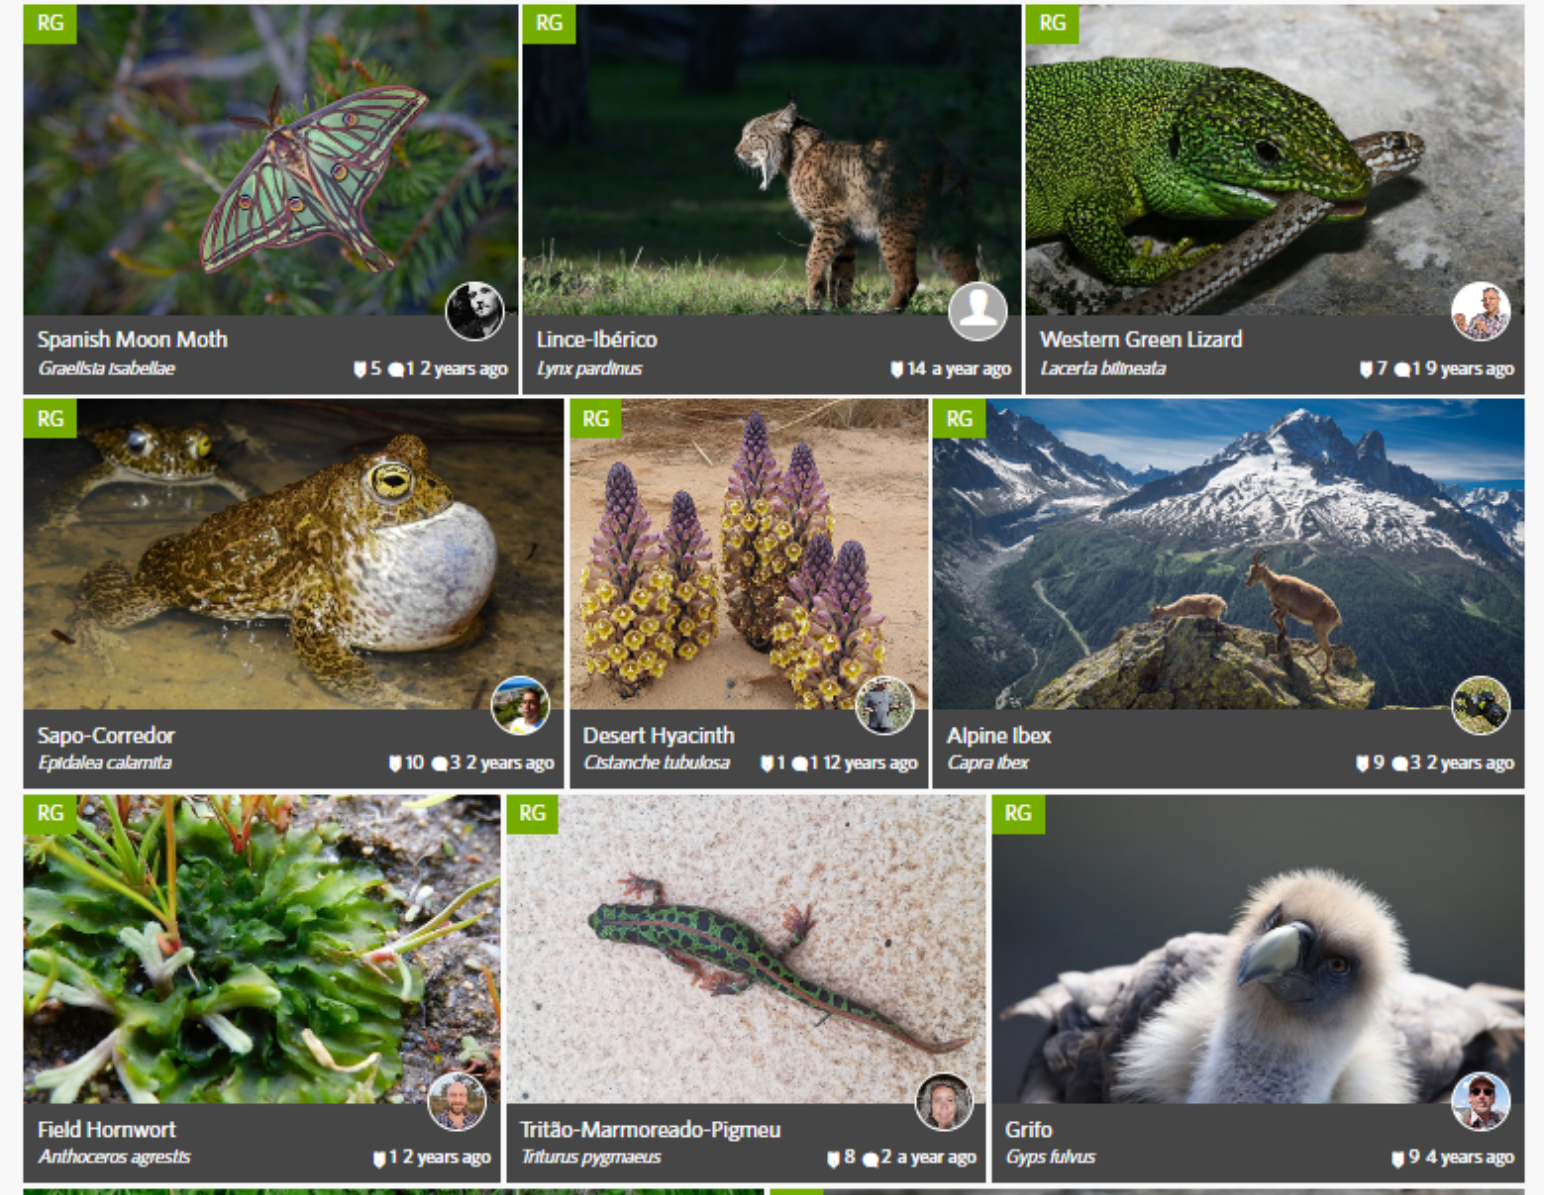 RG
RG
RG
Spanish Moon Moth
Graellsia isabellae
5 1 2 years ago
Lince-Ibérico
Lynx pardinus
14 a year ago
Western Green Lizard
Lacerta bilineata
7 1 9 years ago
RG
RG
RG
Sapo-Corredor
Epidalea calamita
10 3 2 years ago
Desert Hyacinth
Cistanche tubulosa
1 1 12 years ago
Alpine Ibex
Capra ibex
9 3 2 years ago
RG
RG
RG
Field Hornwort
Anthoceros agrestis
1 2 years ago
Tritão-Marmoreado-Pigmeu
Triturus pygmaeus
8 2 a year ago
Grifo
Gyps fulvus
9 4 years ago